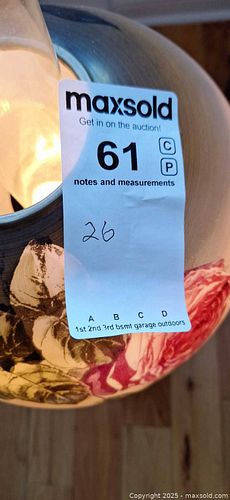 maxsold
Get in on the auction!
61
C
P
notes and measurements
26
A B C D
1st 2nd 3rd bsmt garage outdoors
Copyright © 2025 - maxsold.com